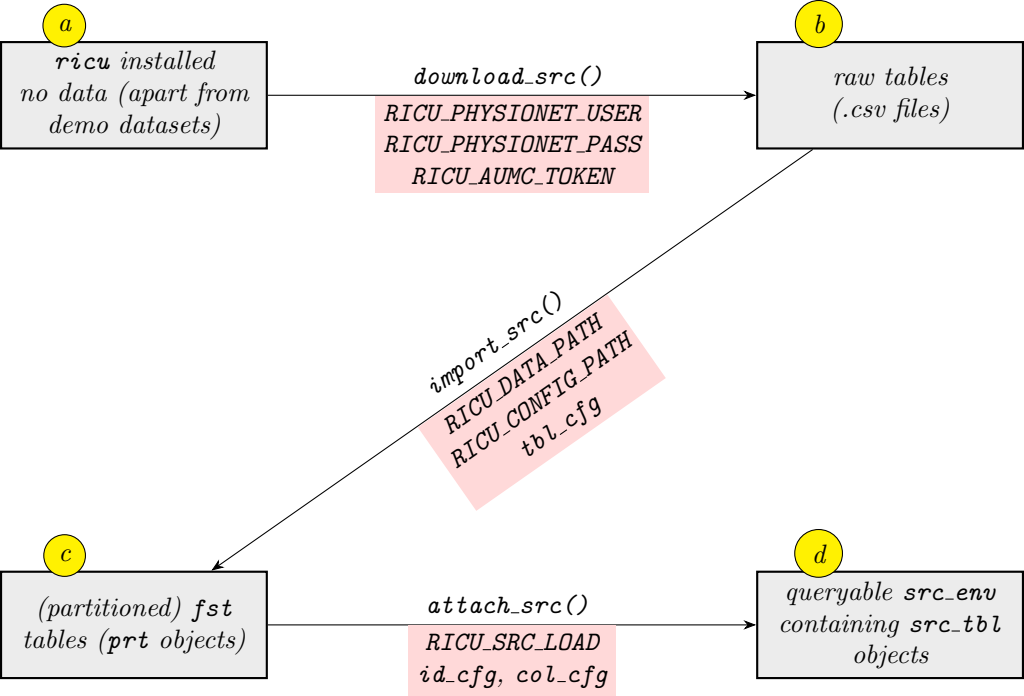 a
ricu installed
no data (apart from
demo datasets)
download_src()
RICU_PHYSIONET_USER
RICU_PHYSIONET_PASS
RICU_AUMC_TOKEN
b
raw tables
(.csv files)
import_src()
RICU_DATA_PATH
RICU_CONFIG_PATH
tbl_cfg
c
(partitioned) fst
tables (prt objects)
attach_src()
RICU_SRC_LOAD
id_cfg, col_cfg
d
queryable src_env
containing src_tbl
objects